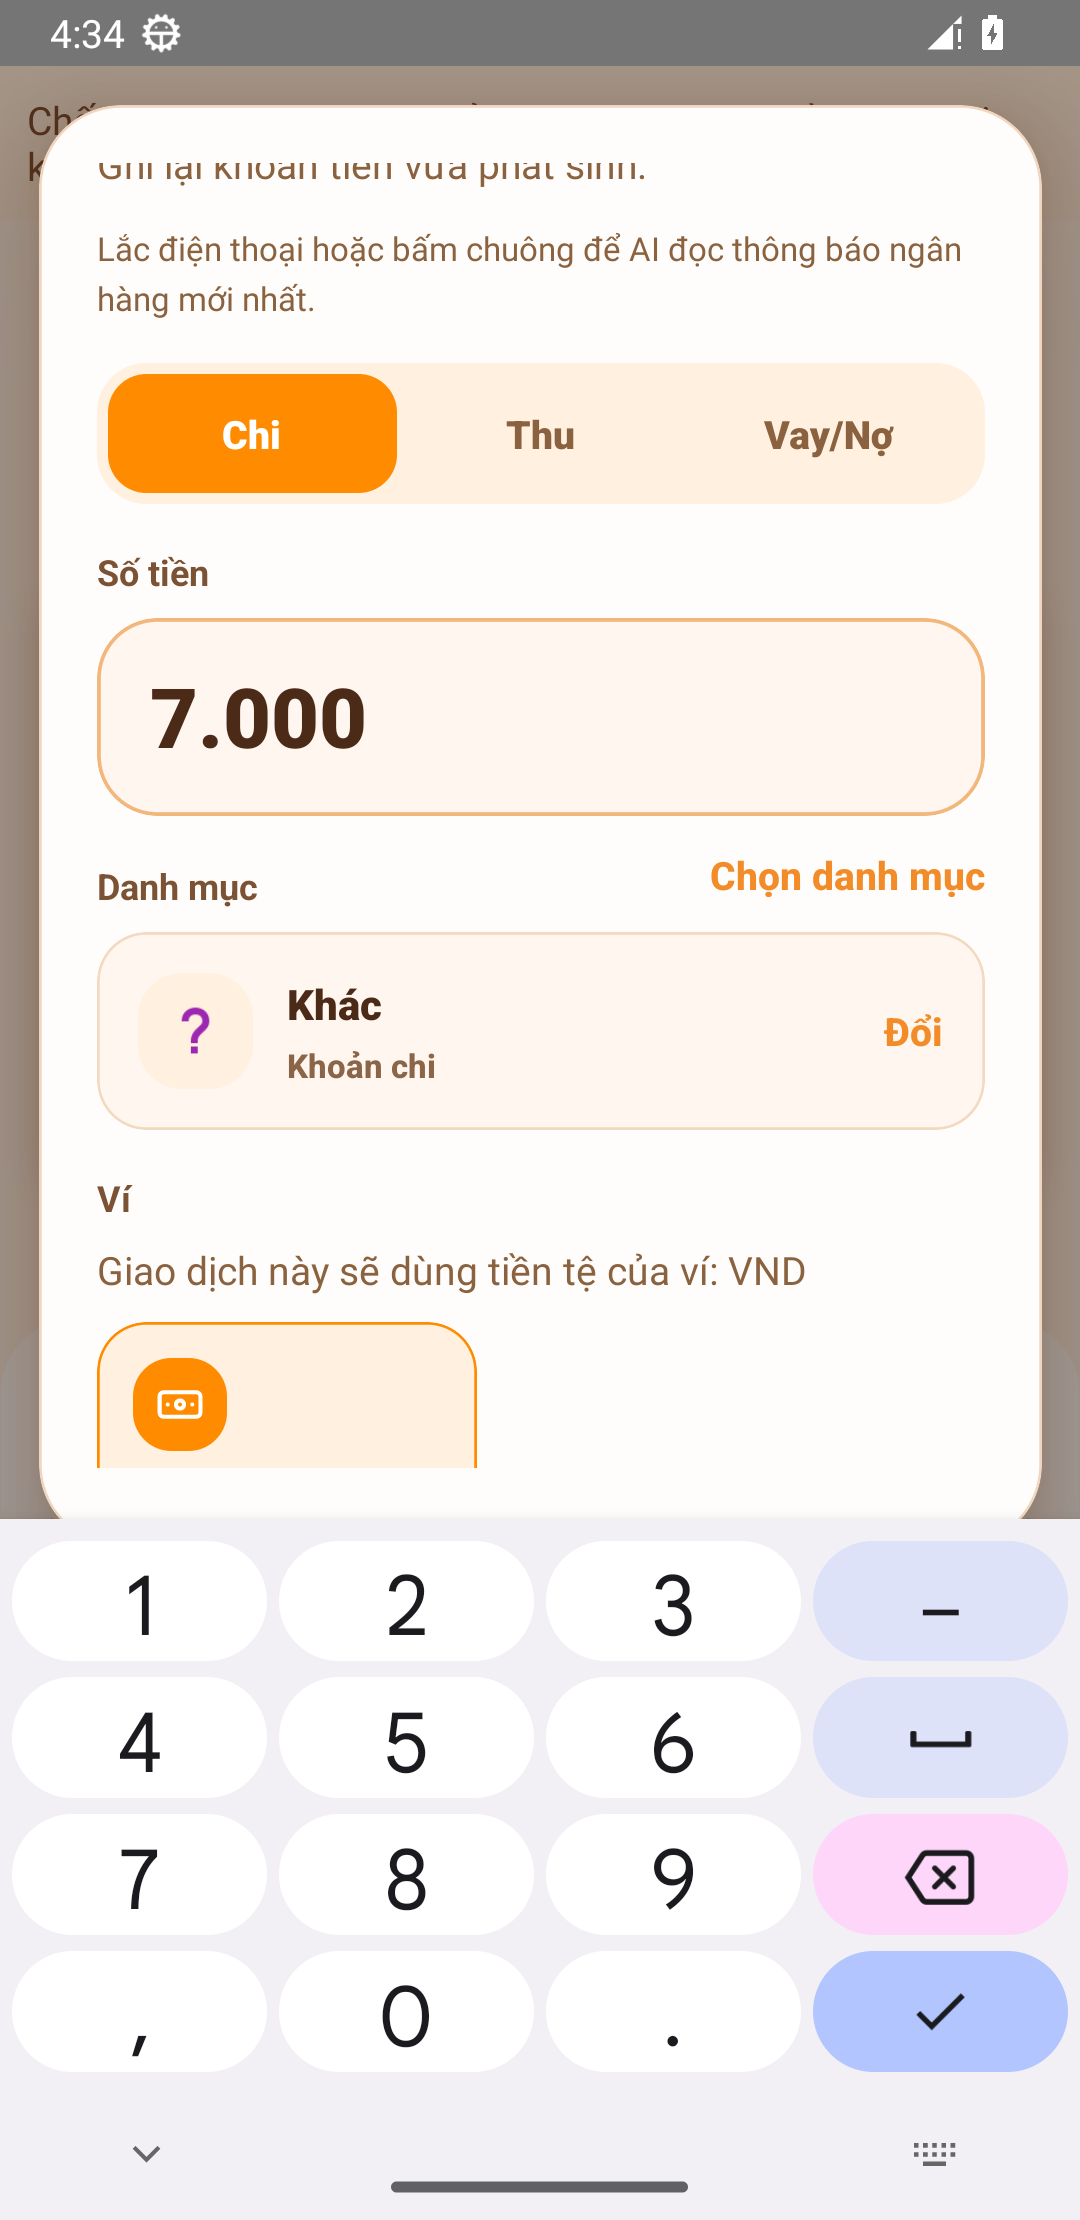 4:34
Ghi lại khoản tiền vừa phát sinh.
Lắc điện thoại hoặc bấm chuông để AI đọc thông báo ngân
hàng mới nhất.
Chi
Thu
Vay/Nợ
Số tiền
7.000
Danh mục
Chọn danh mục
?
Khác
Khoản chi
Đổi
Ví
Giao dịch này sẽ dùng tiền tệ của ví: VND
1 2 3 –
4 5 6
7 8 9
, 0 .